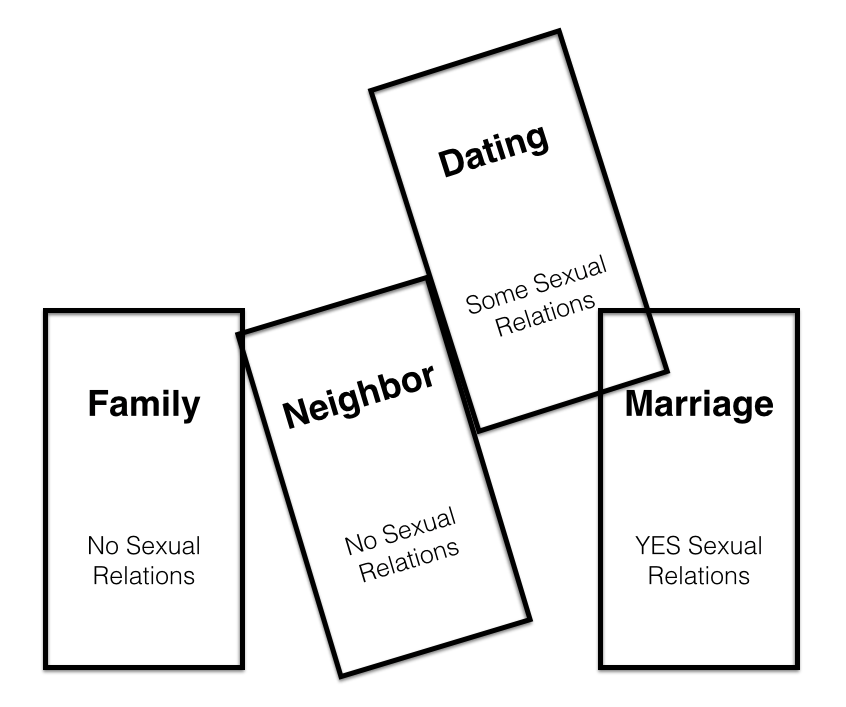 Dating
Some Sexual
Relations
Family
No Sexual
Relations
Neighbor
No Sexual
Relations
Marriage
YES Sexual
Relations